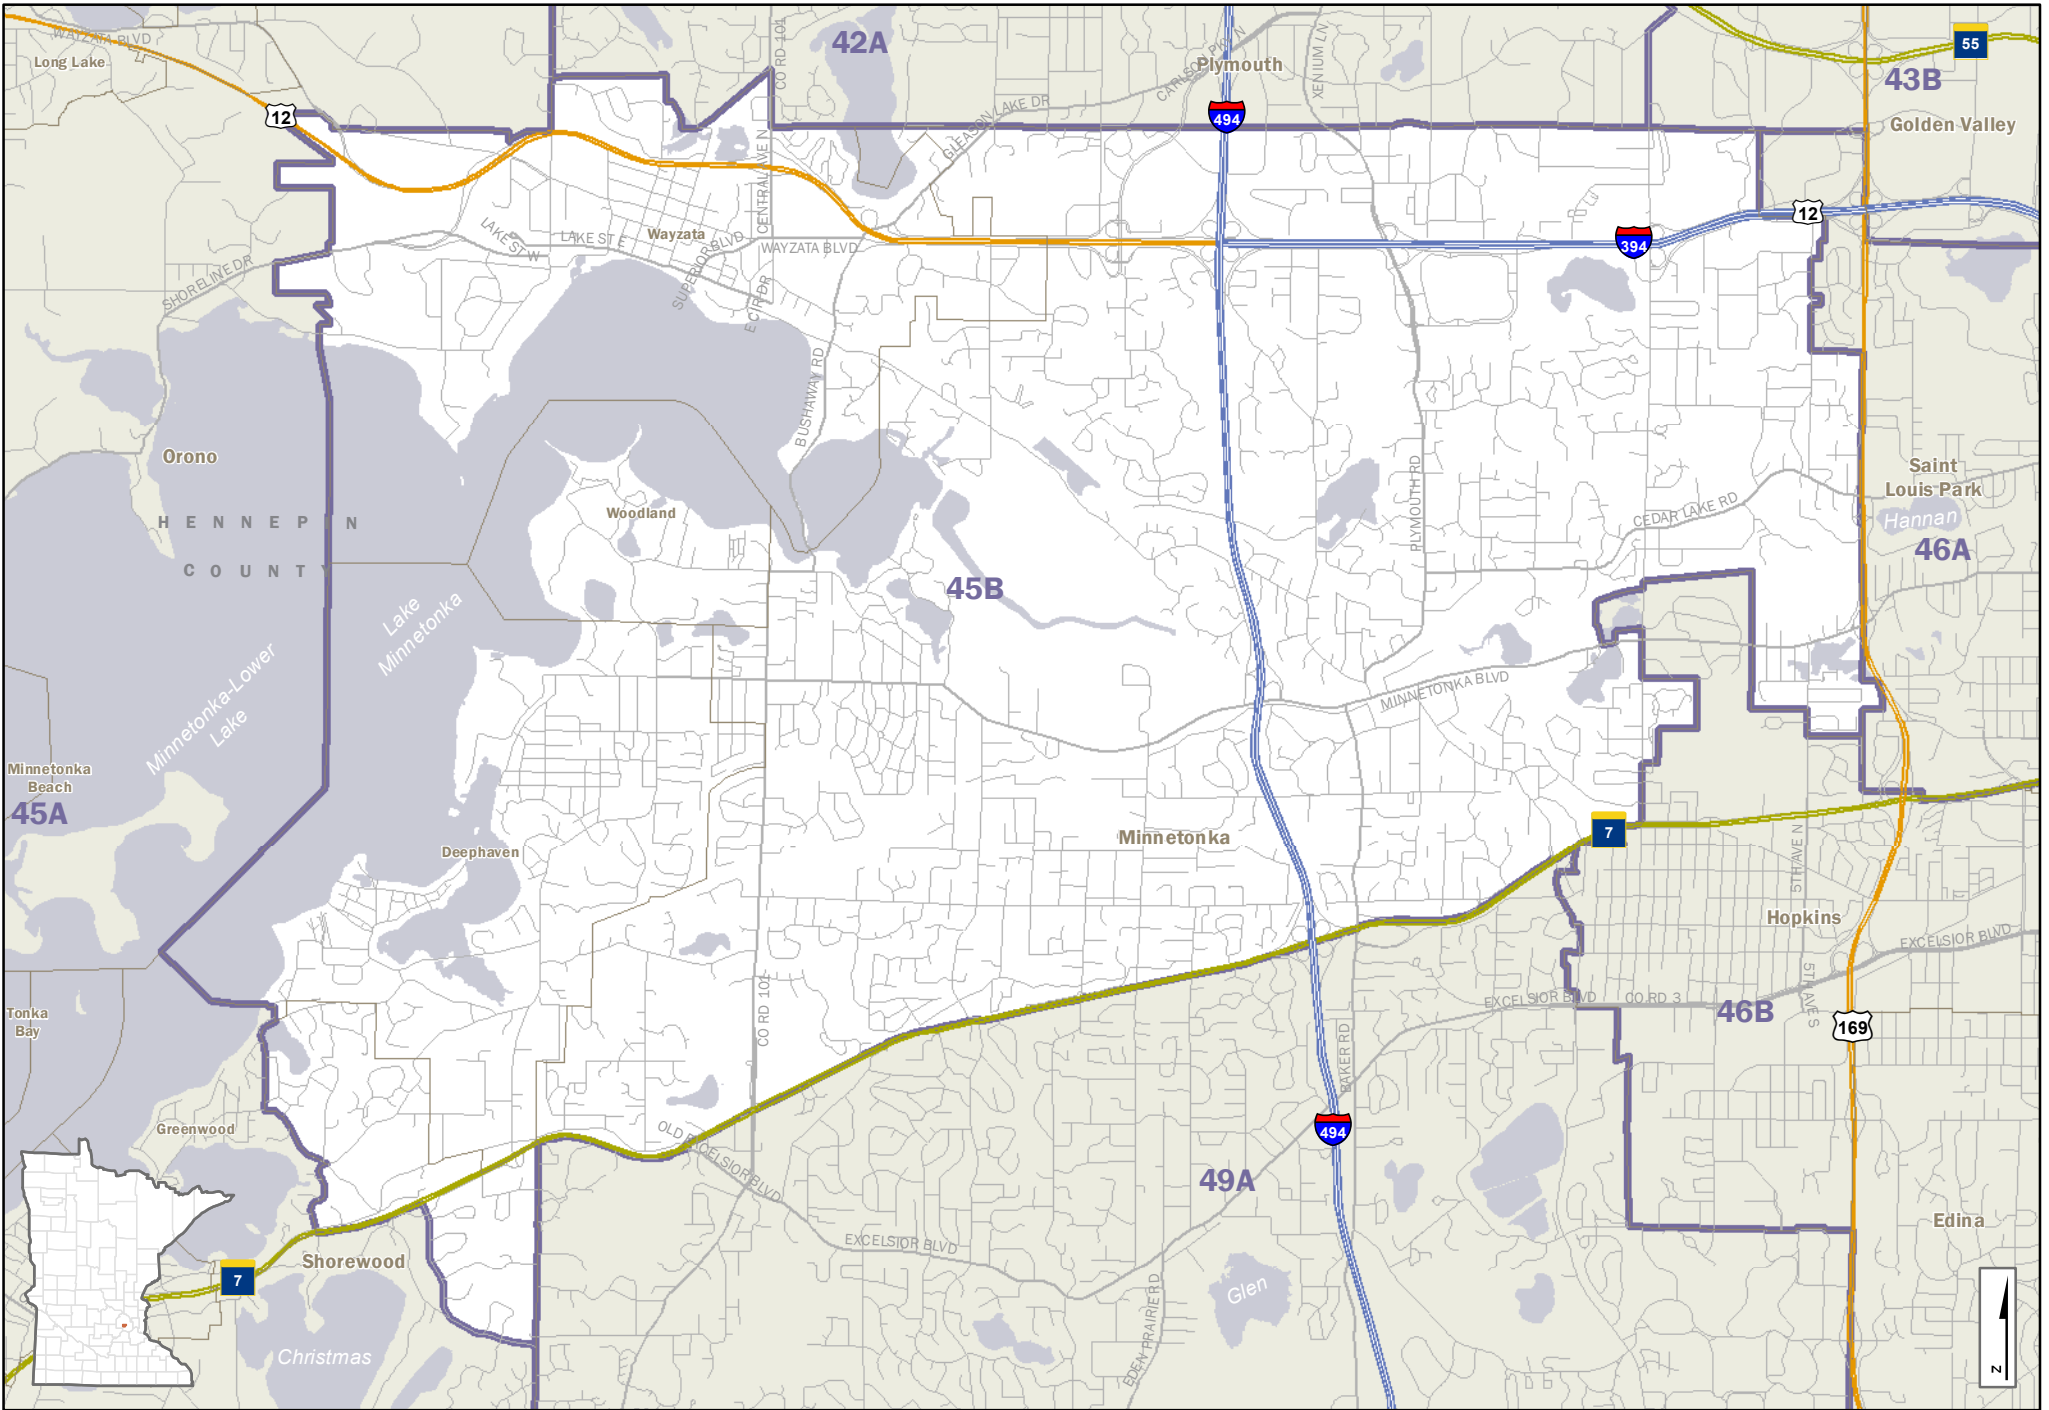 WAYZATA BLVD
Long Lake
12
CO RD 101
42A
Plymouth
CARLSON PKY N
XENIUM LN
55
43B
Golden Valley
494
GLEASON LAKE DR
CENTRAL AVE N
12
394
LAKE ST W
LAKE ST E
Wayzata
SUPERIOR BLVD
WAYZATA BLVD
E CIR DR
SHORELINE DR
BUSHAWAY RD
PLYMOUTH RD
Orono
HENNEPIN
COUNTY
Woodland
CEDAR LAKE RD
Saint
Louis Park
Hannan
46A
45B
Lake
Minnetonka
Minnetonka-Lower
Lake
MINNETONKA BLVD
Minnetonka
Beach
45A
Deephaven
Minnetonka
7
5TH AVE N
Hopkins
EXCELSIOR BLVD
Tonka
Bay
CO RD 101
EXCELSIOR BLVD
CO RD 3
46B
5TH AVE S
169
BAKER RD
Greenwood
OLD EXCELSIOR BLVD
494
49A
Edina
EXCELSIOR BLVD
Shorewood
7
Glen
EDEN PRAIRIE RD
Christmas
N